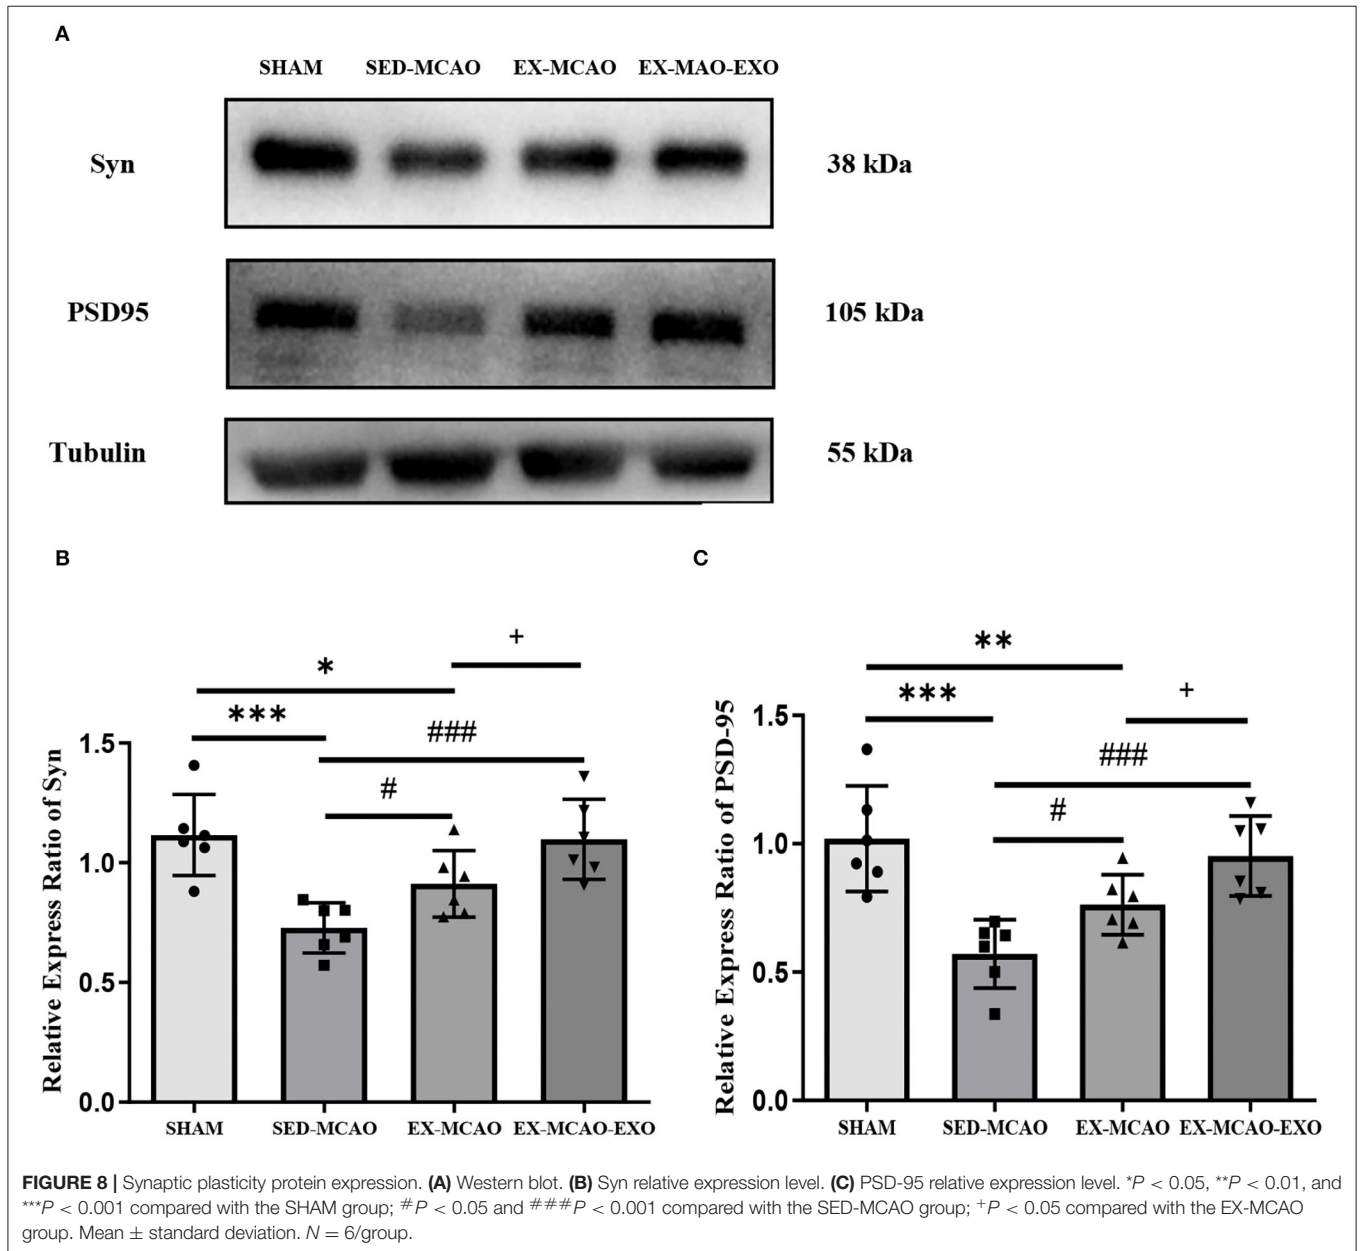 A
SHAM SED-MCAO EX-MCAO EX-MAO-EXO
Syn 38 kDa
PSD95 105 kDa
Tubulin 55 kDa
B
Relative Express Ratio of Syn
1.5
1.0
0.5
0.0
*
***
+
###
#
SHAM SED-MCAO EX-MCAO EX-MCAO-EXO
C
Relative Express Ratio of PSD-95
1.5
1.0
0.5
0.0
**
***
+
###
#
SHAM SED-MCAO EX-MCAO EX-MCAO-EXO
FIGURE 8 | Synaptic plasticity protein expression. (A) Western blot. (B) Syn relative expression level. (C) PSD-95 relative expression level. *P < 0.05, **P < 0.01, and
***P < 0.001 compared with the SHAM group; #P < 0.05 and ###P < 0.001 compared with the SED-MCAO group; +P < 0.05 compared with the EX-MCAO
group. Mean ± standard deviation. N = 6/group.